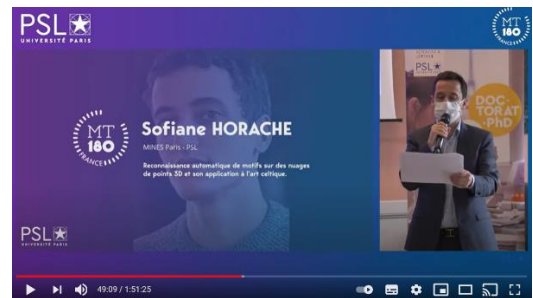 PSL
UNIVERSITÉ PARIS
MT
180
FRANCE
MT
180
FRANCE
Sofiane HORACHE
MINES Paris - PSL
Reconnaissance automatique de motifs sur des nuages
de points 3D et son application à l'art celtique.
PSL
UNIVERSITÉ PARIS
PSL
DOC-
TORAT
PhD
49:09 / 1:51:25